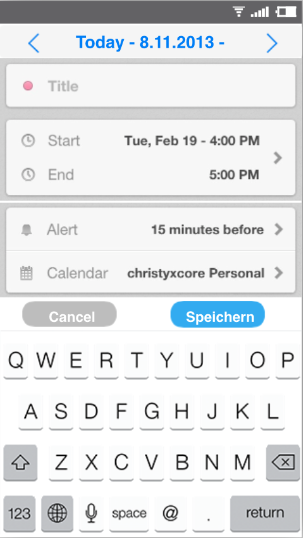 Today - 8.11.2013 -
Title
Start Tue, Feb 19 - 4:00 PM
End 5:00 PM
Alert 15 minutes before
Calendar christyxcore Personal
Cancel Speichern
Q W E R T Y U I O P
A S D F G H J K L
Z X C V B N M
123 space @ . return